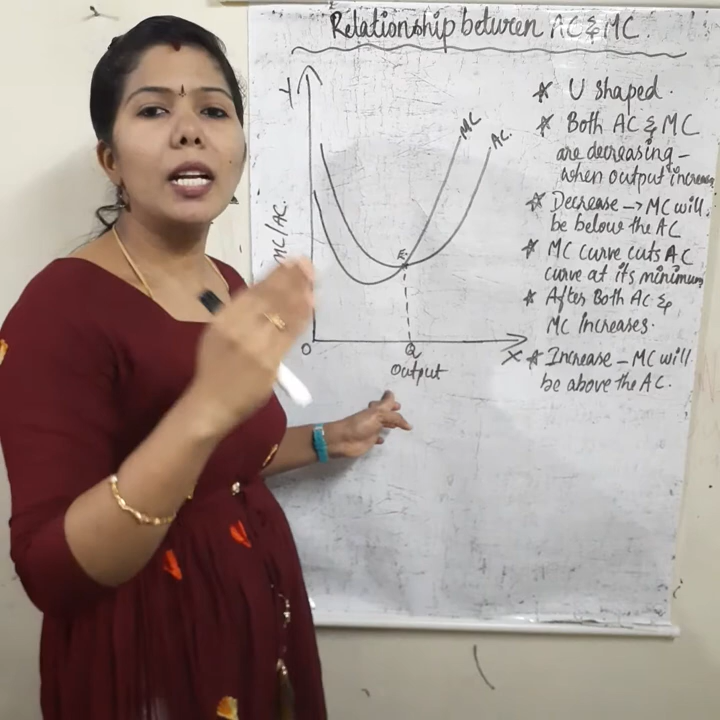 Relationship between AC & MC.
Y
MC/AC.
MC
AC.
E
O
Q
X
Output
* U shaped.
* Both AC & MC
are decreasing –
when output increases
* Decrease → MC will
be below the AC
* MC curve cuts AC
curve at its minimum
* After Both AC &
MC Increases.
* Increase – MC will
be above the AC.